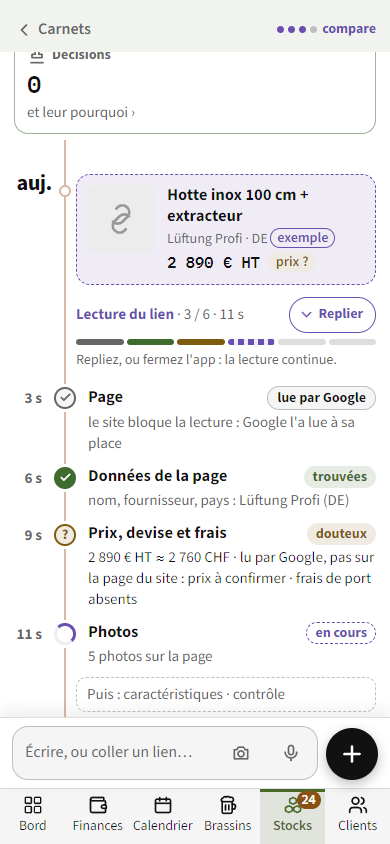 Carnets
compare
Décisions
0
et leur pourquoi ›
auj.
Hotte inox 100 cm +
extracteur
Lüftung Profi · DE exemple
2 890 € HT prix ?
Lecture du lien · 3 / 6 · 11 s
Replier
Repliez, ou fermez l'app : la lecture continue.
3 s
Page
lue par Google
le site bloque la lecture : Google l'a lue à sa
place
6 s
Données de la page
trouvées
nom, fournisseur, pays : Lüftung Profi (DE)
9 s
?
Prix, devise et frais
douteux
2 890 € HT ≈ 2 760 CHF · lu par Google, pas sur
la page du site : prix à confirmer · frais de port
absents
11 s
Photos
en cours
5 photos sur la page
Puis : caractéristiques · contrôle
Écrire, ou coller un lien…
24
Bord
Finances
Calendrier
Brassins
Stocks
Clients